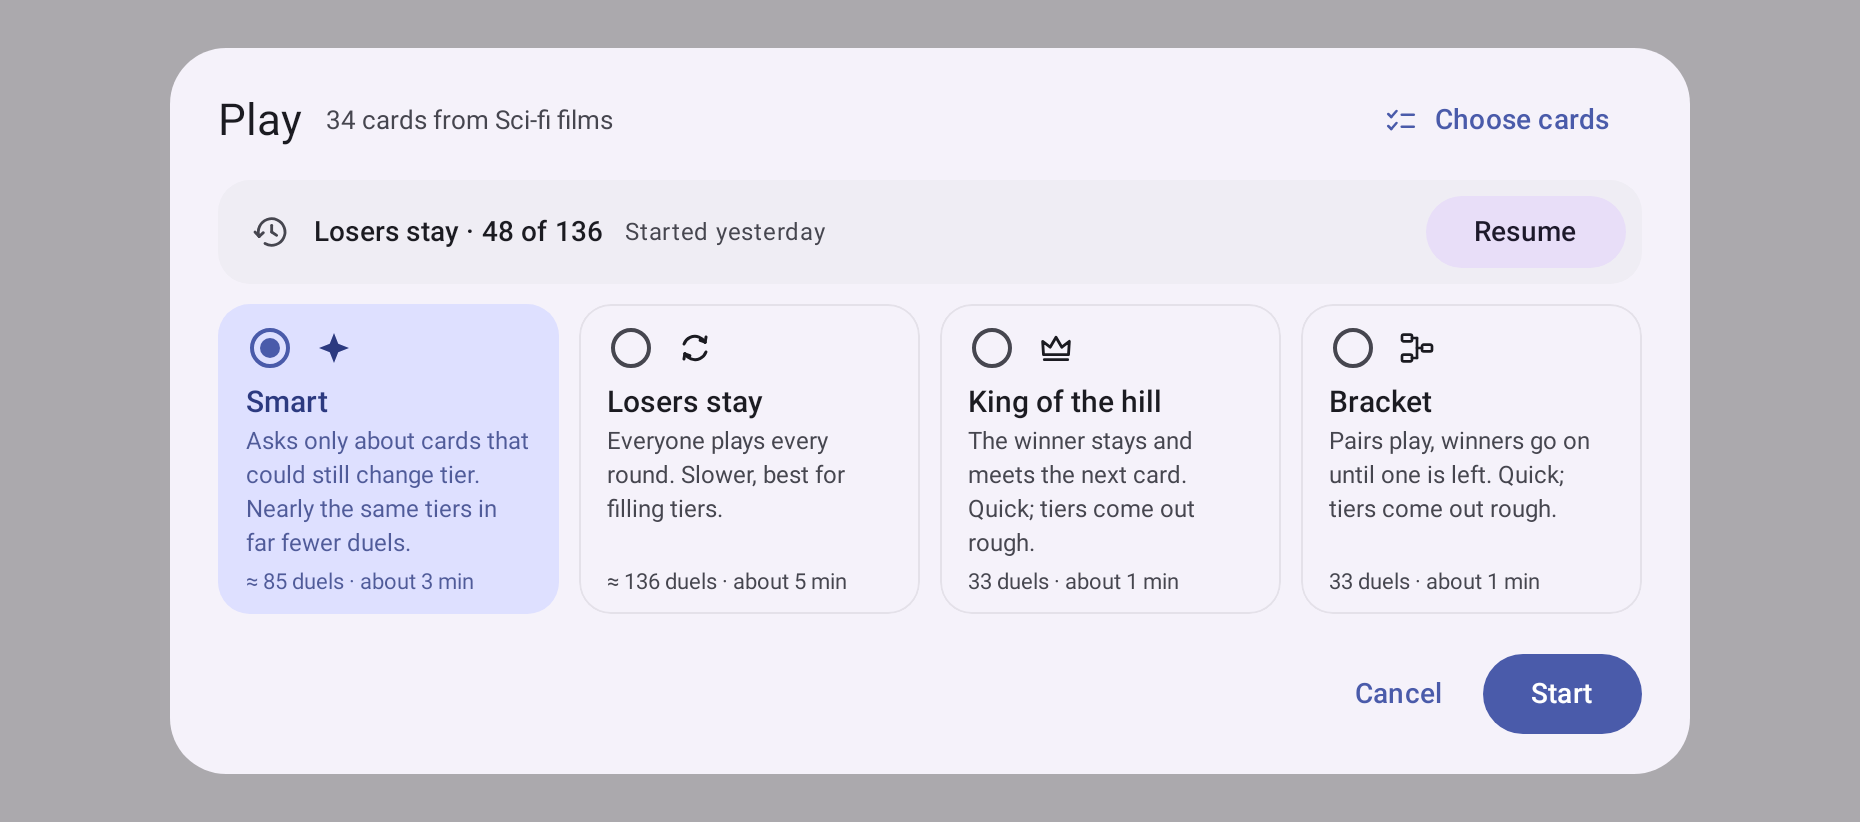 Play 34 cards from Sci-fi films
Choose cards
Losers stay · 48 of 136 Started yesterday
Resume
Smart
Asks only about cards that
could still change tier.
Nearly the same tiers in
far fewer duels.
≈ 85 duels · about 3 min
Losers stay
Everyone plays every
round. Slower, best for
filling tiers.
≈ 136 duels · about 5 min
King of the hill
The winner stays and
meets the next card.
Quick; tiers come out
rough.
33 duels · about 1 min
Bracket
Pairs play, winners go on
until one is left. Quick;
tiers come out rough.
33 duels · about 1 min
Cancel
Start